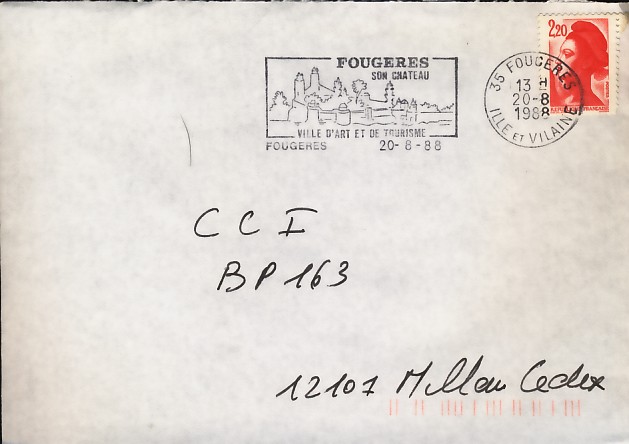 FOUGERES
SON CHATEAU
VILLE D'ART ET DE TOURISME
FOUGERES 20-8-88
35 FOUGERES
13 H
20-8
1988
ILLE ET VILAINE
2,20
CCI
BP 163
12107 Millau Cedex